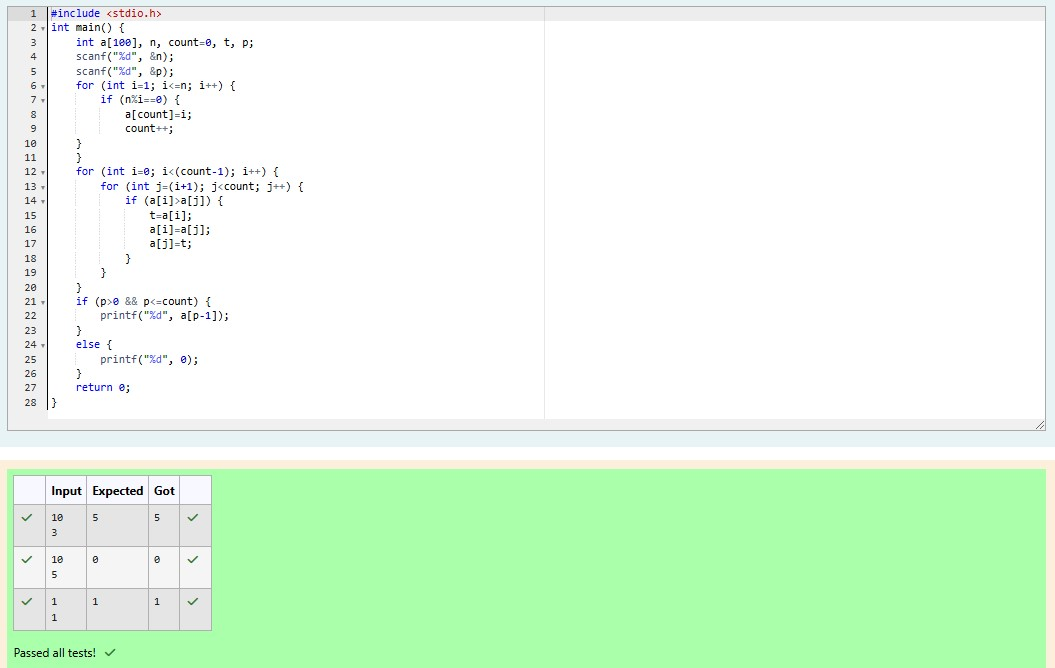 1 #include <stdio.h>
2 int main() {
3     int a[100], n, count=0, t, p;
4     scanf("%d", &n);
5     scanf("%d", &p);
6     for (int i=1; i<=n; i++) {
7         if (n%i==0) {
8             a[count]=i;
9             count++;
10     }
11     }
12     for (int i=0; i<(count-1); i++) {
13         for (int j=(i+1); j<count; j++) {
14             if (a[i]>a[j]) {
15                 t=a[i];
16                 a[i]=a[j];
17                 a[j]=t;
18             }
19         }
20     }
21     if (p>0 && p<=count) {
22         printf("%d", a[p-1]);
23     }
24     else {
25         printf("%d", 0);
26     }
27     return 0;
28 }
Input Expected Got
10 5 5
3
10 0 0
5
1 1 1
1
Passed all tests!